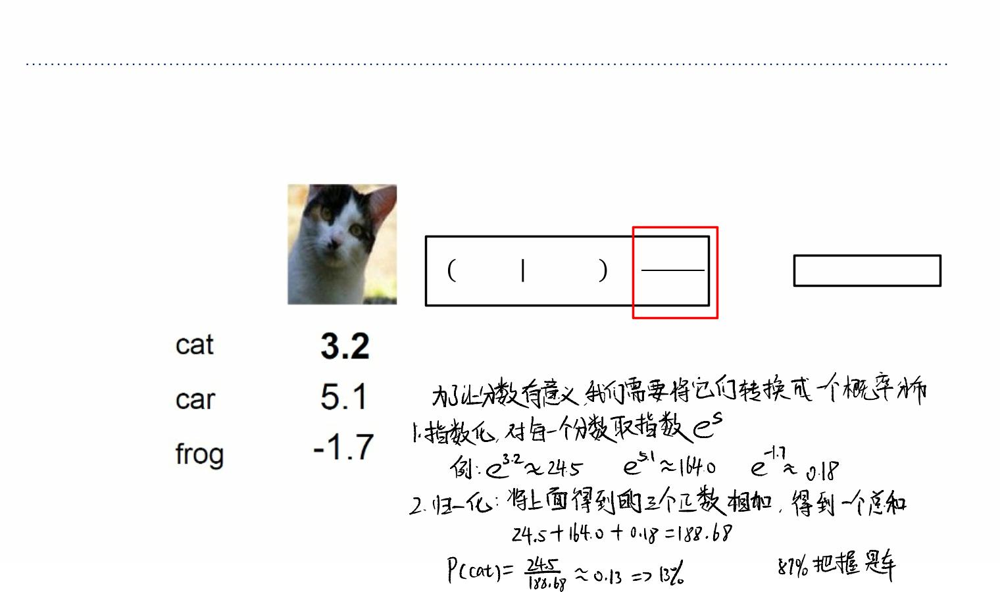 ( | )
cat 3.2
car 5.1
frog -1.7
为了让分数有意义,我们需要将它们转换成一个概率分布
1.指数化,对每一个分数取指数 e^s
例: e^3.2≈24.5 e^5.1≈164.0 e^-1.7≈0.18
2.归一化:将上面得到的三个正数相加,得到一个总和
24.5+164.0+0.18=188.68
P(cat)= 24.5/188.68 ≈0.13 => 13% 87%把握是车